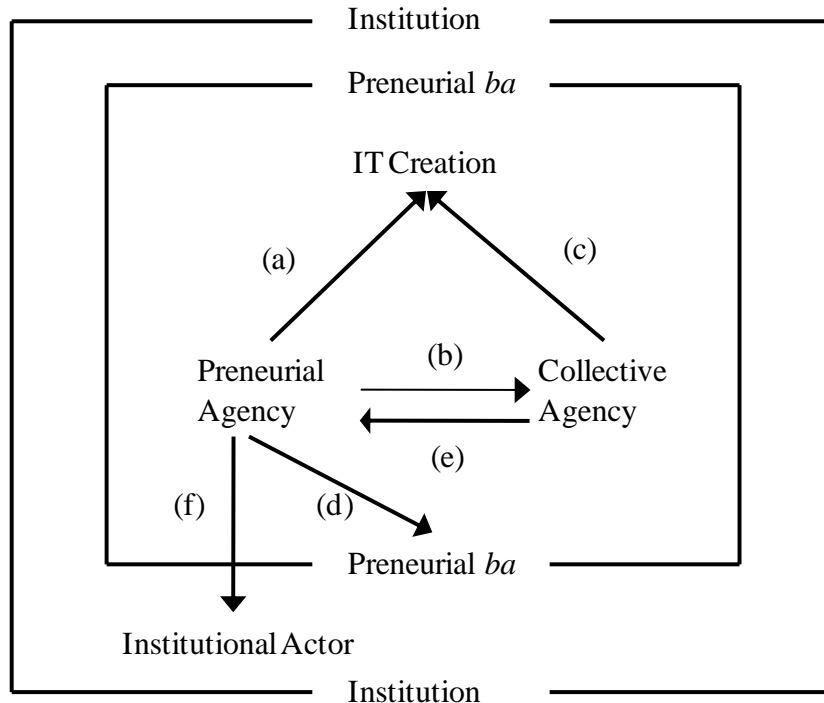 Institution
Preneurial ba
IT Creation
(a)
(c)
(b)
Preneurial
Agency
Collective
Agency
(e)
(f)
(d)
Preneurial ba
Institutional Actor
Institution